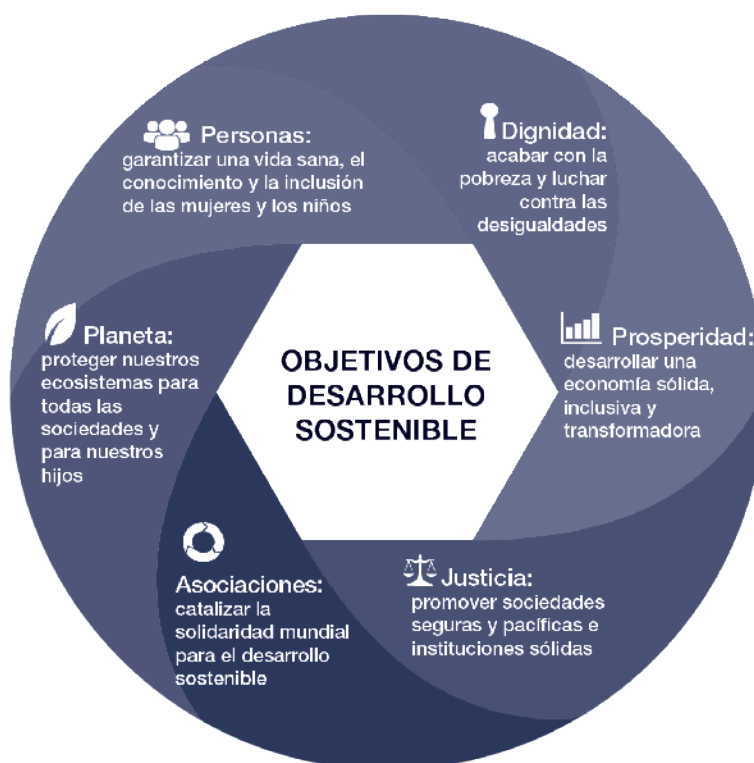 Personas:
garantizar una vida sana, el
conocimiento y la inclusión
de las mujeres y los niños
Dignidad:
acabar con la
pobreza y luchar
contra las
desigualdades
Planeta:
proteger nuestros
ecosistemas para
todas las
sociedades y
para nuestros
hijos
OBJETIVOS DE
DESARROLLO
SOSTENIBLE
Prosperidad:
desarrollar una
economía sólida,
inclusiva y
transformadora
Asociaciones:
catalizar la
solidaridad mundial
para el desarrollo
sostenible
Justicia:
promover sociedades
seguras y pacíficas e
instituciones sólidas